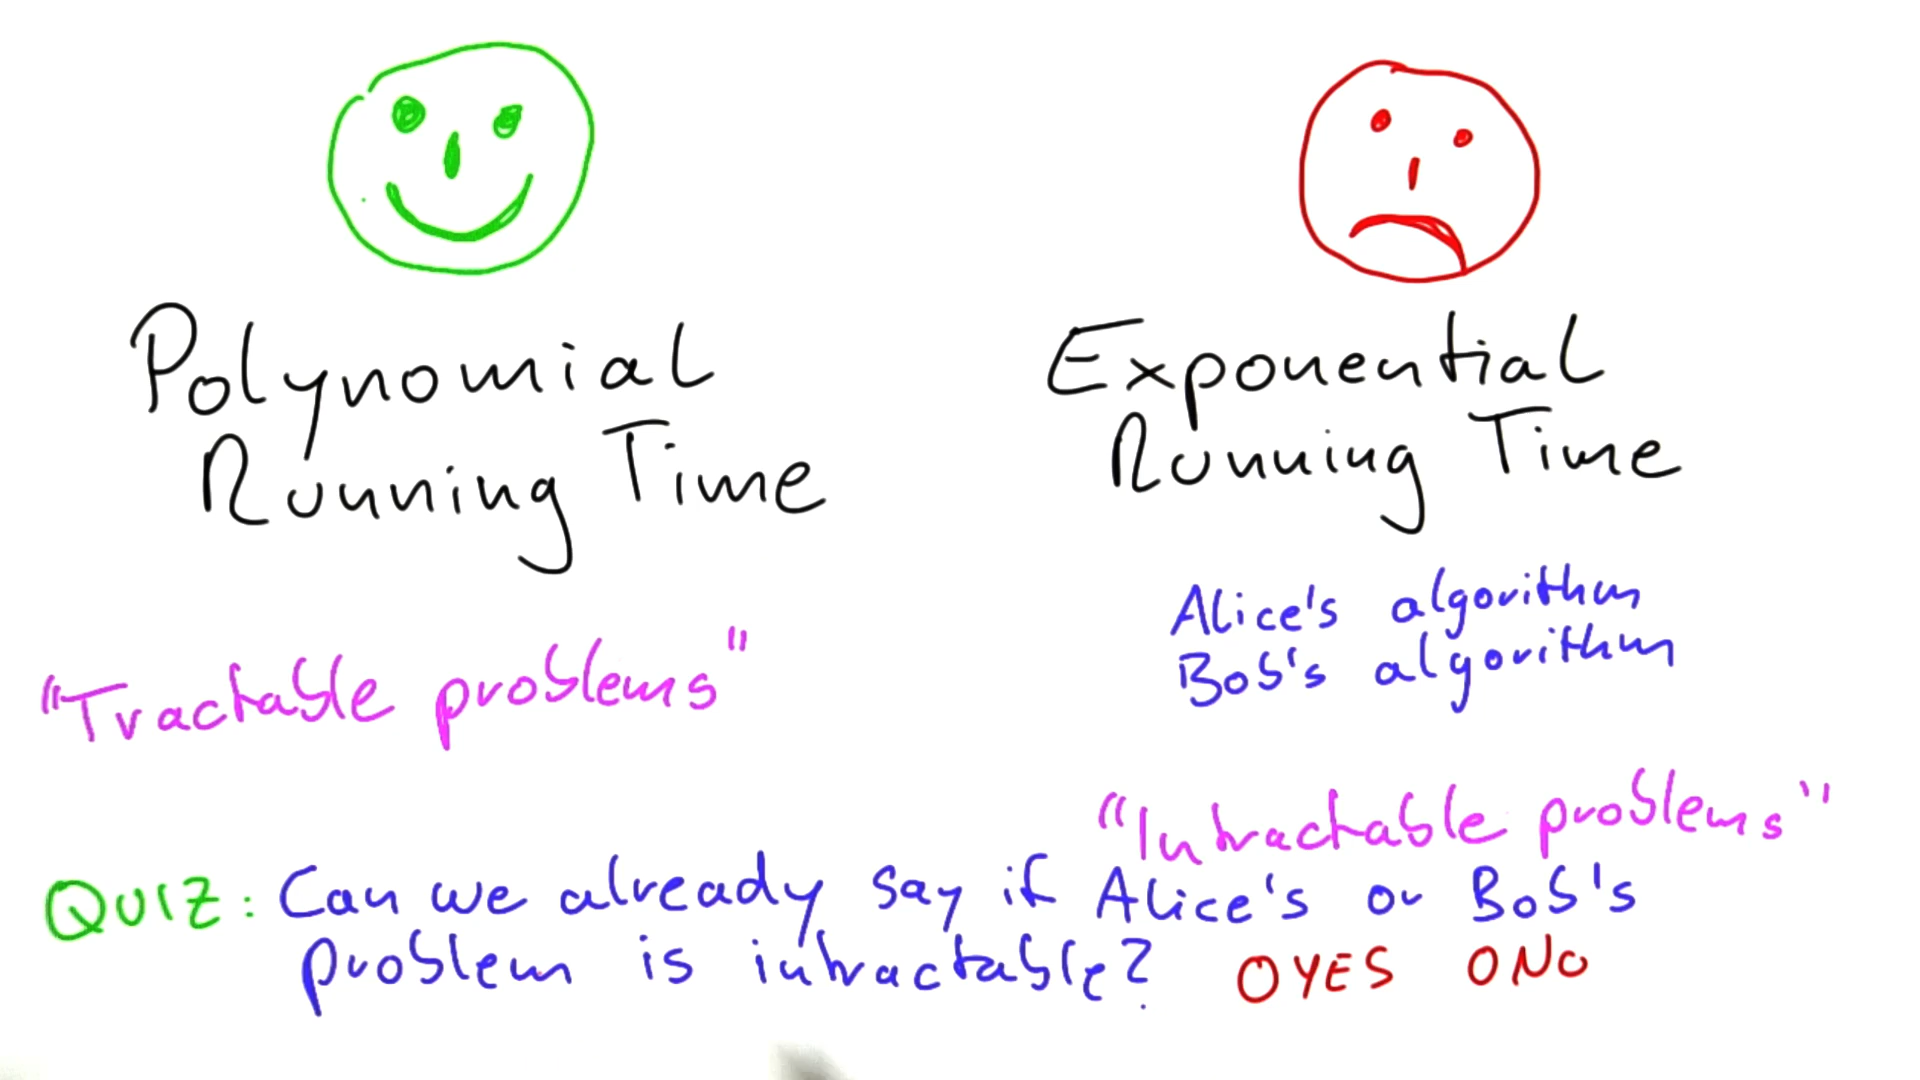 Polynomial
Running Time
Exponential
Running Time
Alice's algorithm
Bob's algorithm
"Tractable problems"
"Intractable problems"
QUIZ: Can we already say if Alice's or Bob's
problem is intractable? O YES O NO